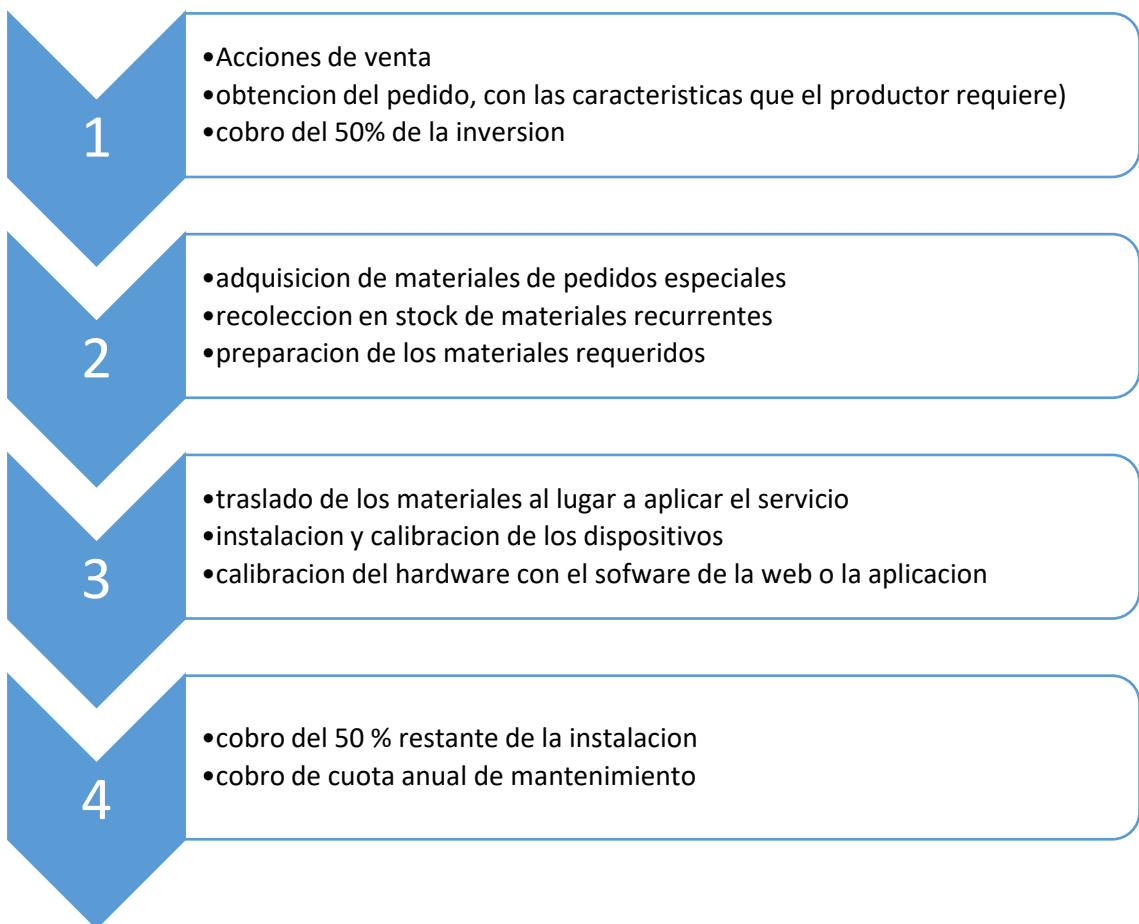 1
•Acciones de venta
•obtencion del pedido, con las caracteristicas que el productor requiere)
•cobro del 50% de la inversion
2
•adquisicion de materiales de pedidos especiales
•recoleccion en stock de materiales recurrentes
•preparacion de los materiales requeridos
3
•traslado de los materiales al lugar a aplicar el servicio
•instalacion y calibracion de los dispositivos
•calibracion del hardware con el sofware de la web o la aplicacion
4
•cobro del 50 % restante de la instalacion
•cobro de cuota anual de mantenimiento